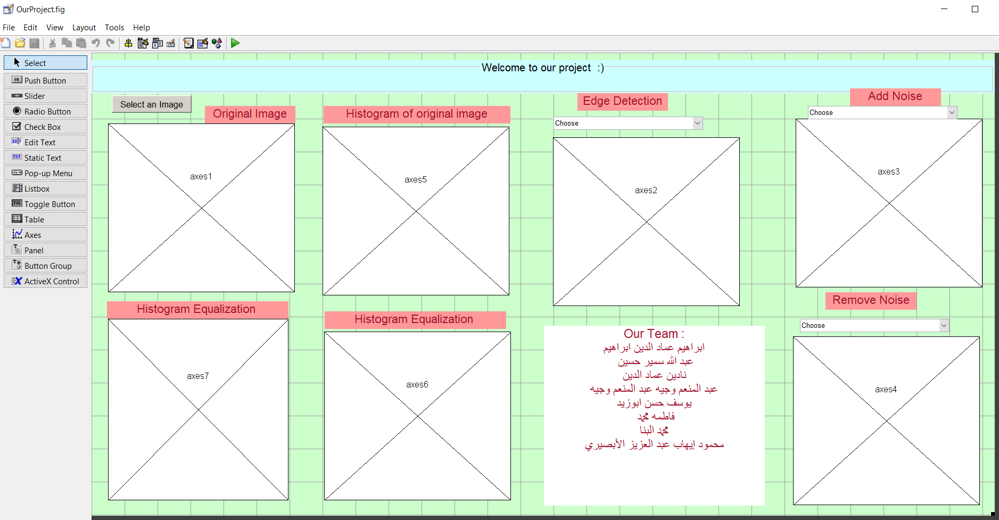 OurProject.fig
File Edit View Layout Tools Help
Select
Push Button
Slider
Radio Button
Check Box
Edit Text
Static Text
Pop-up Menu
Listbox
Toggle Button
Table
Axes
Panel
Button Group
ActiveX Control
Welcome to our project :)
Select an Image
Original Image
axes1
Histogram of original image
axes5
Edge Detection
Choose
axes2
Add Noise
Choose
axes3
Histogram Equalization
axes7
Histogram Equalization
axes6
Our Team :
ابراهيم عماد الدين ابراهيم
عبد الله سمير حسين
نادين عماد الدين
عبد المنعم وجيه عبد المنعم وجيه
يوسف حسن ابوزيد
فاطمه محمد
محمد البنا
محمود إيهاب عبد العزيز الأبصيري
Remove Noise
Choose
axes4